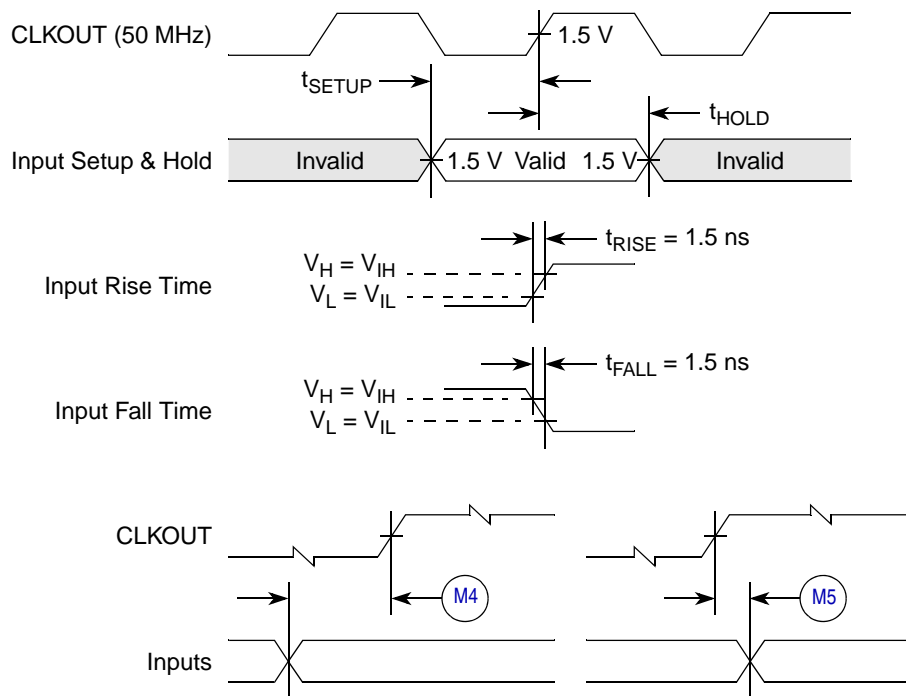 CLKOUT (50 MHz)
1.5 V
tSETUP
tHOLD
Input Setup & Hold
Invalid
1.5 V Valid 1.5 V
Invalid
tRISE = 1.5 ns
Input Rise Time
VH = VIH
VL = VIL
tFALL = 1.5 ns
Input Fall Time
VH = VIH
VL = VIL
CLKOUT
M4
M5
Inputs